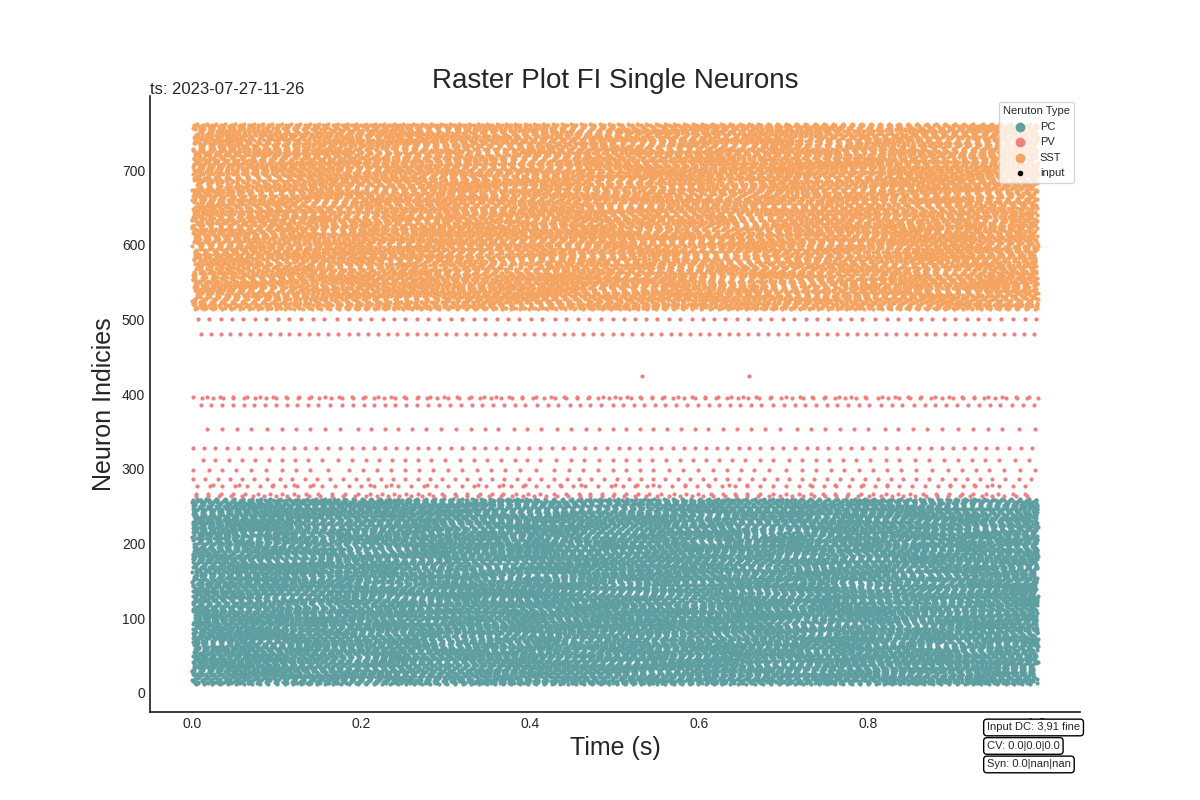 Raster Plot FI Single Neurons
ts: 2023-07-27-11-26
Neruton Type
PC
PV
SST
input
Neuron Indicies
700
600
500
400
300
200
100
0
0.0 0.2 0.4 0.6 0.8
Time (s)
Input DC: 3,91 fine
CV: 0.0|0.0|0.0
Syn: 0.0|nan|nan